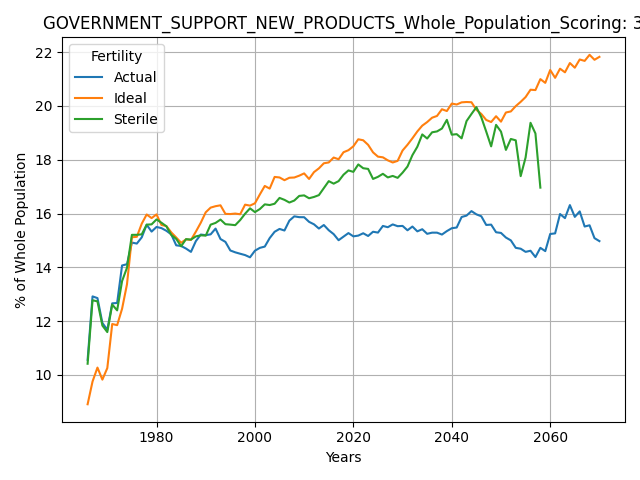 GOVERNMENT_SUPPORT_NEW_PRODUCTS_Whole_Population_Scoring: 3
Fertility
Actual
Ideal
Sterile
% of Whole Population
22
20
18
16
14
12
10
1980
2000
2020
2040
2060
Years